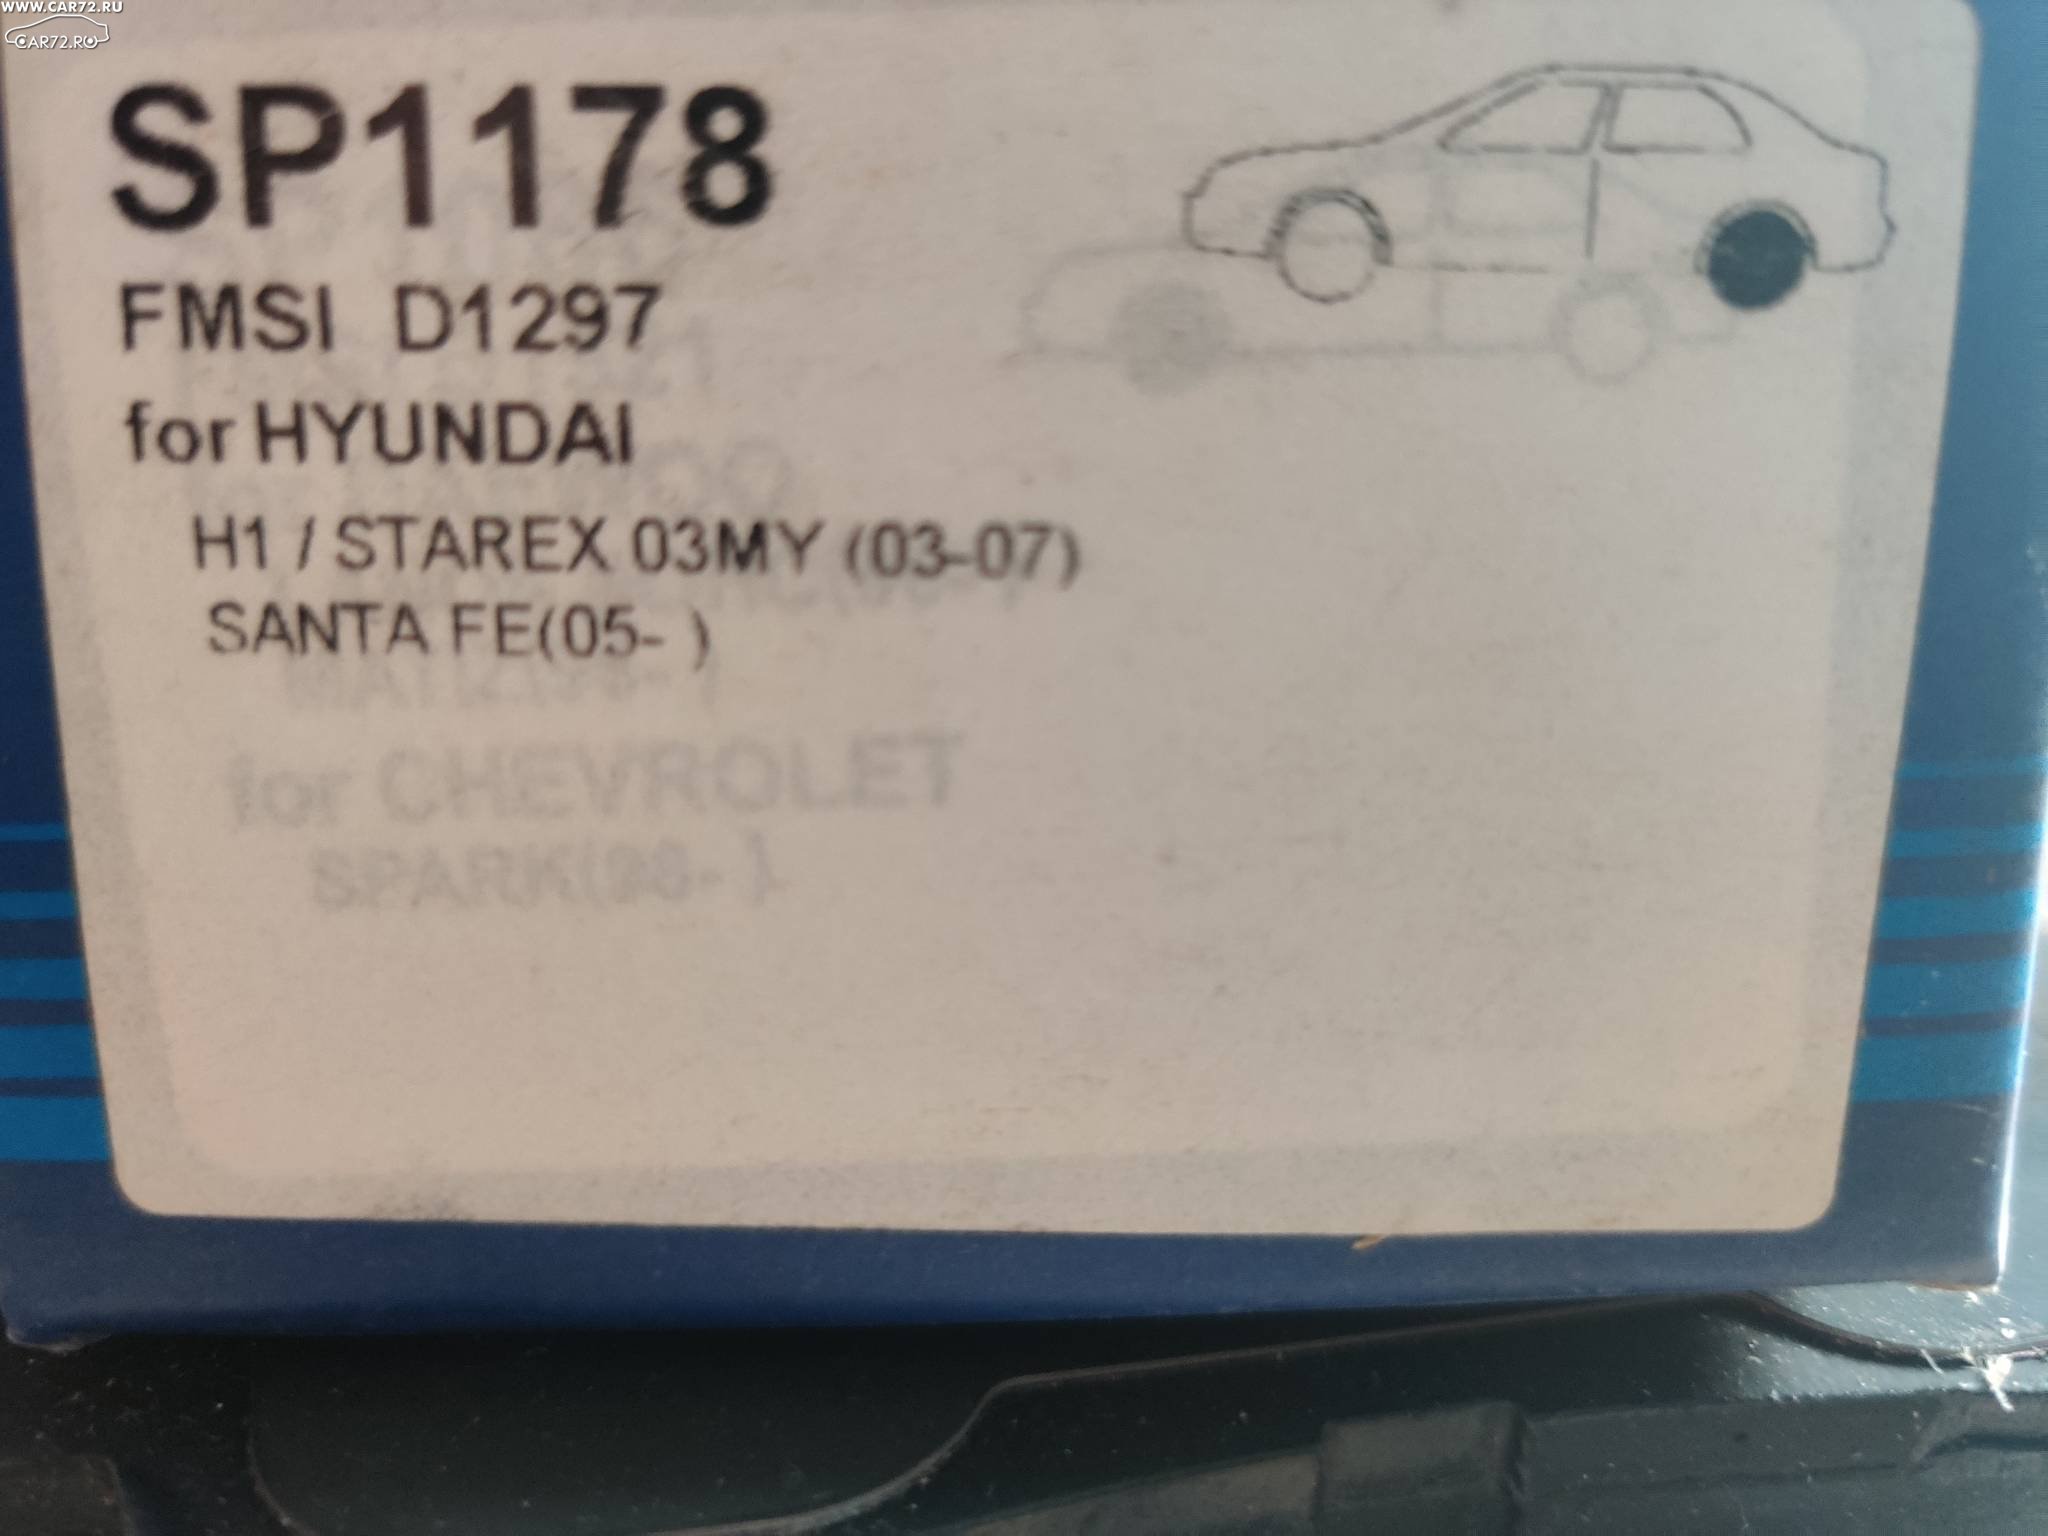 WWW.CAR72.RU
CAR72.RU
SP1178
FMSI D1297
for HYUNDAI
H1 / STAREX 03MY (03-07)
SANTA FE(05- )
for CHEVROLET